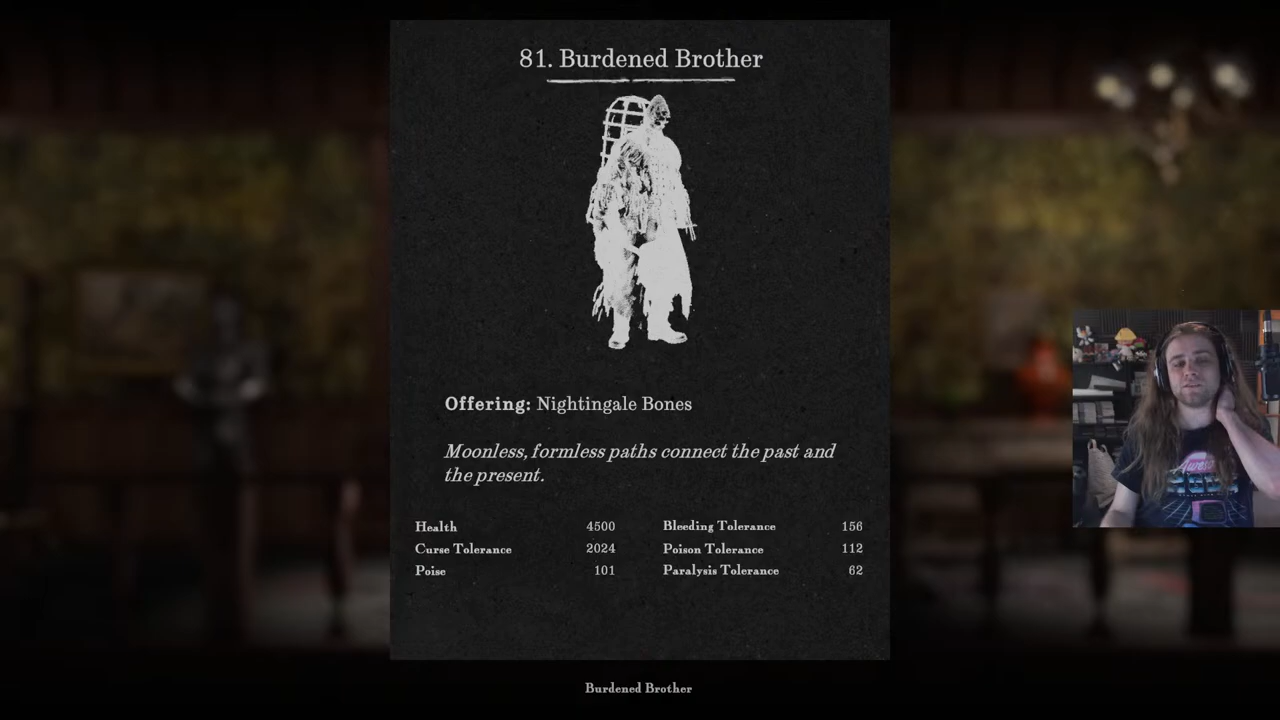 81. Burdened Brother
Offering: Nightingale Bones
Moonless, formless paths connect the past and
the present.
Health 4500 Bleeding Tolerance 156
Curse Tolerance 2024 Poison Tolerance 112
Poise 101 Paralysis Tolerance 62
Burdened Brother